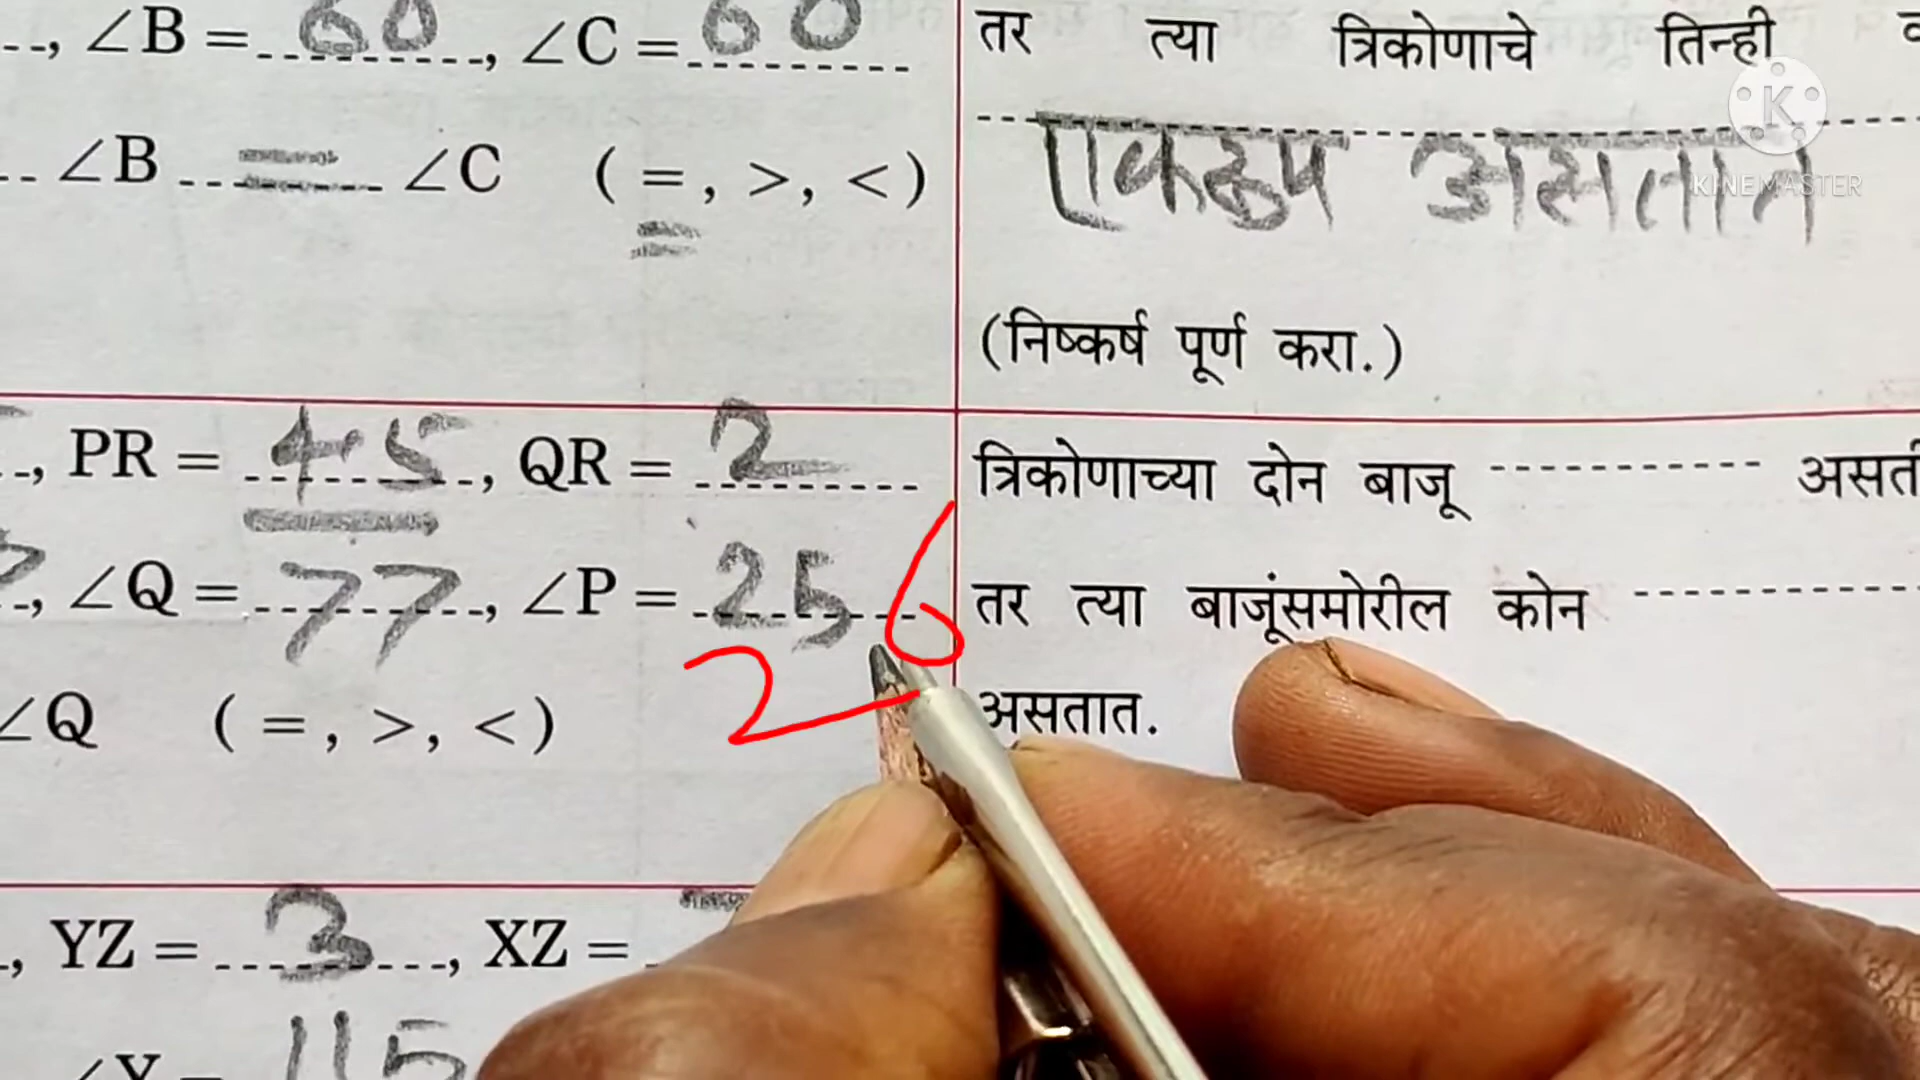 , ∠B = 60, ∠C = 60
∠B = ∠C (=, >, <)
=
तर त्या त्रिकोणाचे तिन्ही
एकरूप असतात
KINEMASTER
(निष्कर्ष पूर्ण करा.)
, PR = 4.5, QR = 2
, ∠Q = 77, ∠P = 25
26
∠Q (=, >, <)
त्रिकोणाच्या दोन बाजू असती
तर त्या बाजूंसमोरील कोन
असतात.
, YZ = 3, XZ =
∠Y = 115